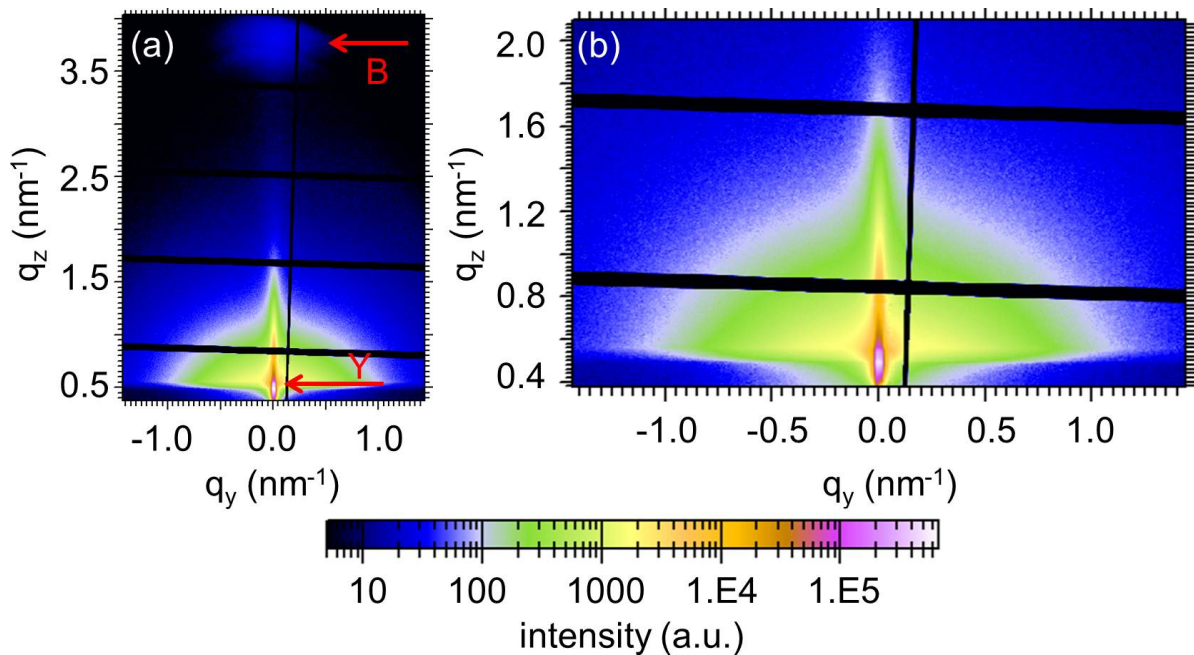 (a)
B
Y
3.5
2.5
1.5
0.5
q_z (nm⁻¹)
-1.0 0.0 1.0
q_y (nm⁻¹)
(b)
2.0
1.6
1.2
0.8
0.4
q_z (nm⁻¹)
-1.0 -0.5 0.0 0.5 1.0
q_y (nm⁻¹)
10 100 1000 1.E4 1.E5
intensity (a.u.)